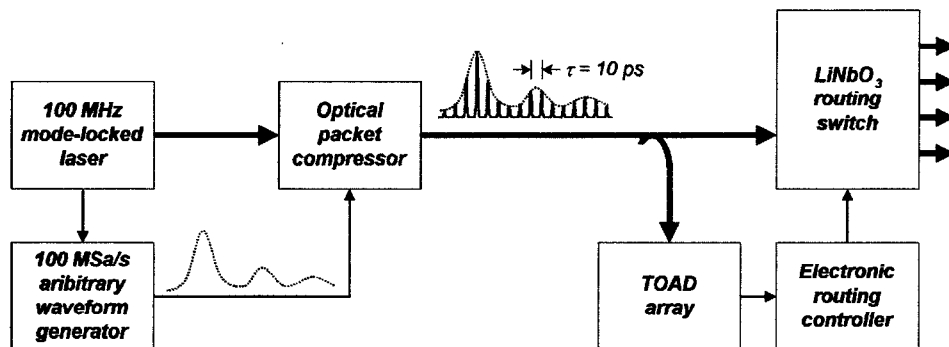 100 MHz
mode-locked
laser
Optical
packet
compressor
τ = 10 ps
LiNbO3
routing
switch
100 MSa/s
aribitrary
waveform
generator
TOAD
array
Electronic
routing
controller